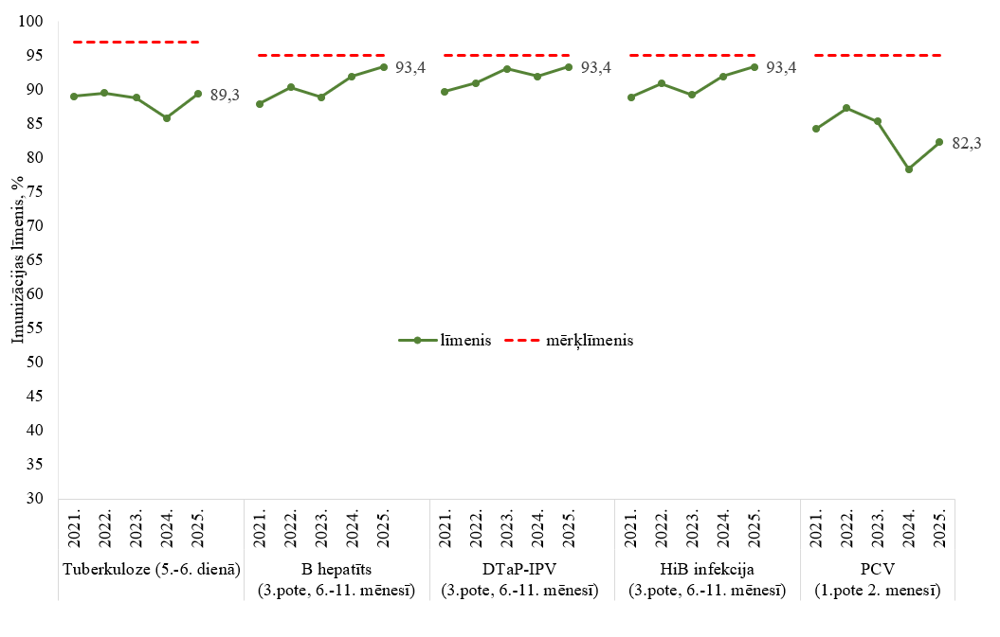 100
95
90
85
80
75
70
65
60
55
50
45
40
35
30
Imunizācijas līmenis, %
89,3
93,4
93,4
93,4
82,3
līmenis
mērķlīmenis
2021. 2022. 2023. 2024. 2025.
2021. 2022. 2023. 2024. 2025.
2021. 2022. 2023. 2024. 2025.
2021. 2022. 2023. 2024. 2025.
2021. 2022. 2023. 2024. 2025.
Tuberkuloze (5.-6. dienā)
B hepatīts
(3.pote, 6.-11. mēnesī)
DTaP-IPV
(3.pote, 6.-11. mēnesī)
HiB infekcija
(3.pote, 6.-11. mēnesī)
PCV
(1.pote 2. menesī)